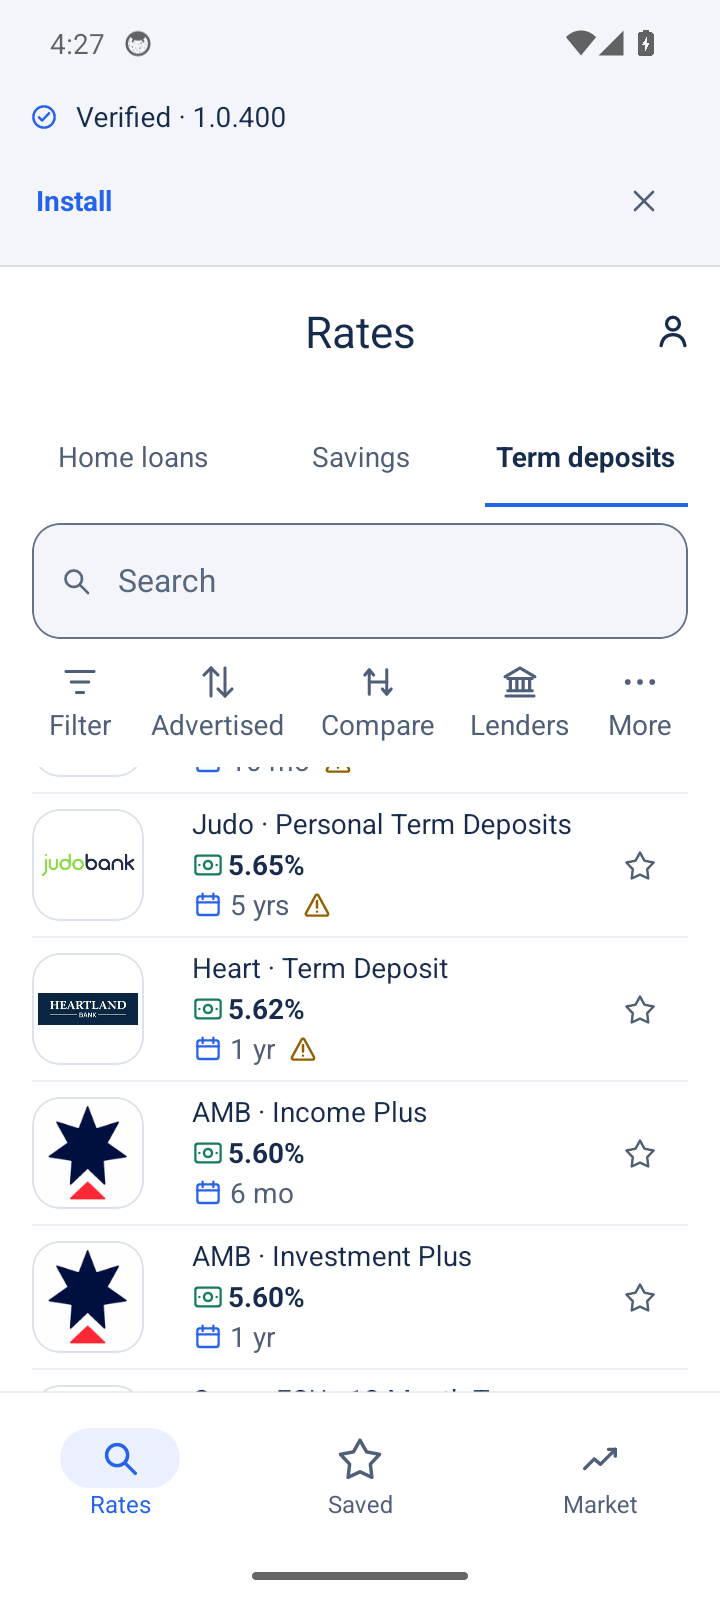 4:27
Verified · 1.0.400
Install
Rates
Home loans
Savings
Term deposits
Search
Filter
Advertised
Compare
Lenders
More
Judo · Personal Term Deposits
judobank
5.65%
5 yrs
Heart · Term Deposit
HEARTLAND
BANK
5.62%
1 yr
AMB · Income Plus
5.60%
6 mo
AMB · Investment Plus
5.60%
1 yr
Rates
Saved
Market